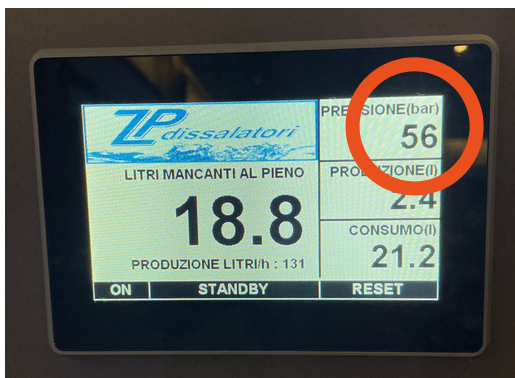 ZP dissalatori
PRESSIONE(bar)
56
LITRI MANCANTI AL PIENO
18.8
PRODUZIONE LITRI/h : 131
PRODUZIONE(l)
2.4
CONSUMO(l)
21.2
ON STANDBY RESET